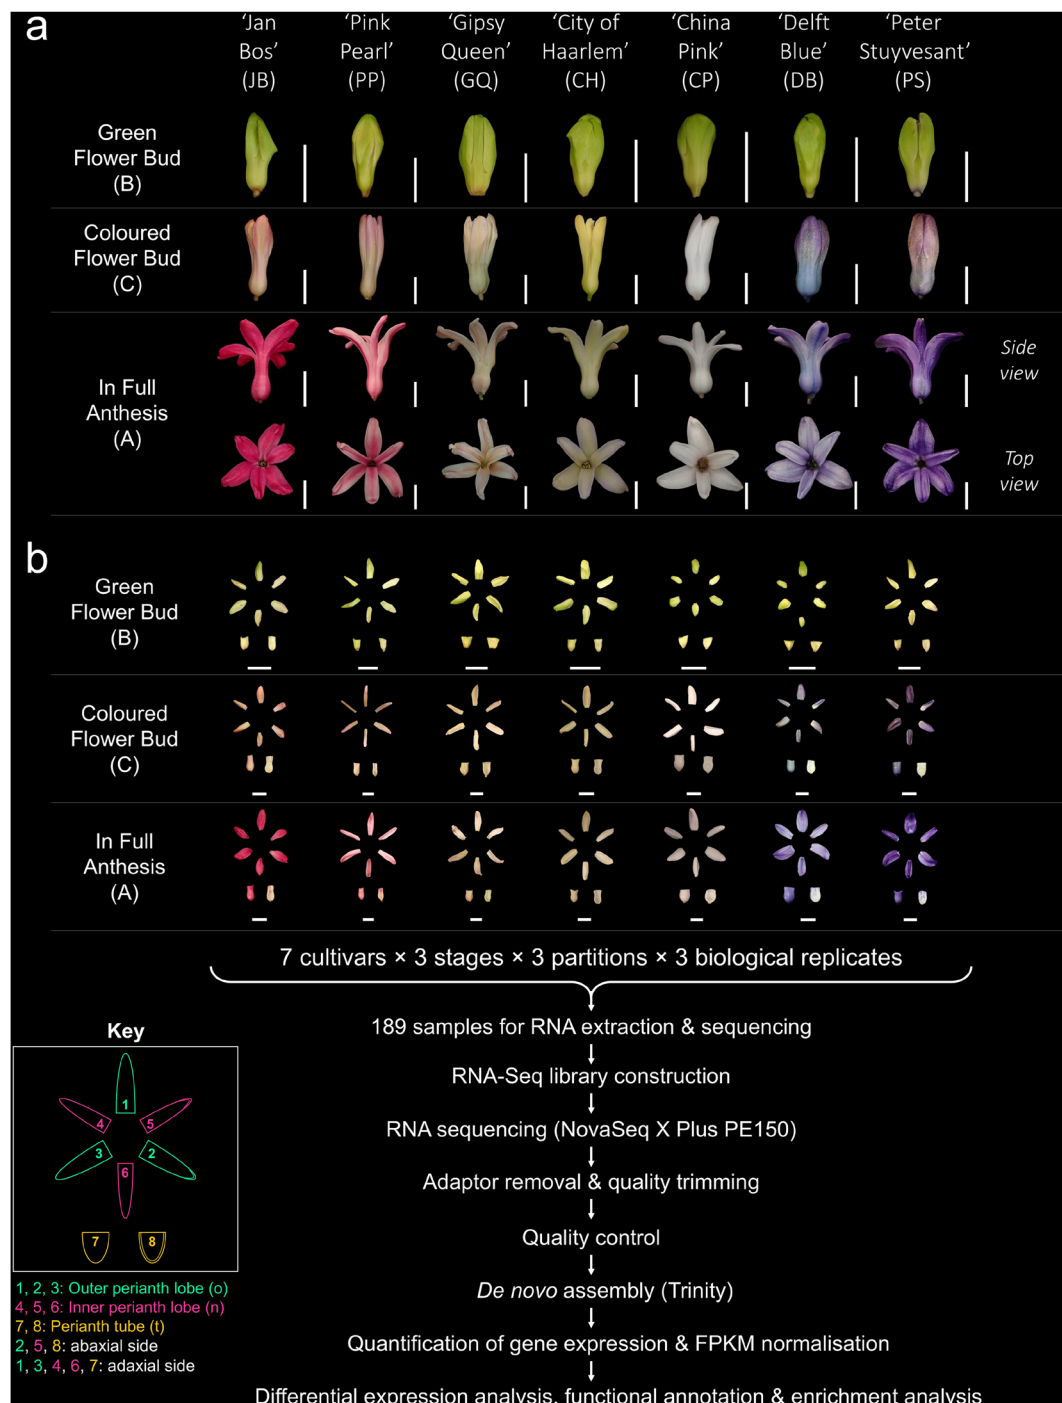 a
‘Jan Bos’ (JB)
‘Pink Pearl’ (PP)
‘Gipsy Queen’ (GQ)
‘City of Haarlem’ (CH)
‘China Pink’ (CP)
‘Delft Blue’ (DB)
‘Peter Stuyvesant’ (PS)
Green
Flower Bud
(B)
Coloured
Flower Bud
(C)
In Full
Anthesis
(A)
Side
view
Top
view
b
Green
Flower Bud
(B)
Coloured
Flower Bud
(C)
In Full
Anthesis
(A)
7 cultivars × 3 stages × 3 partitions × 3 biological replicates
189 samples for RNA extraction & sequencing
RNA-Seq library construction
RNA sequencing (NovaSeq X Plus PE150)
Adaptor removal & quality trimming
Quality control
De novo assembly (Trinity)
Quantification of gene expression & FPKM normalisation
Differential expression analysis, functional annotation & enrichment analysis
Key
1
4
5
3
2
6
7
8
1, 2, 3: Outer perianth lobe (o)
4, 5, 6: Inner perianth lobe (n)
7, 8: Perianth tube (t)
2, 5, 8: abaxial side
1, 3, 4, 6, 7: adaxial side